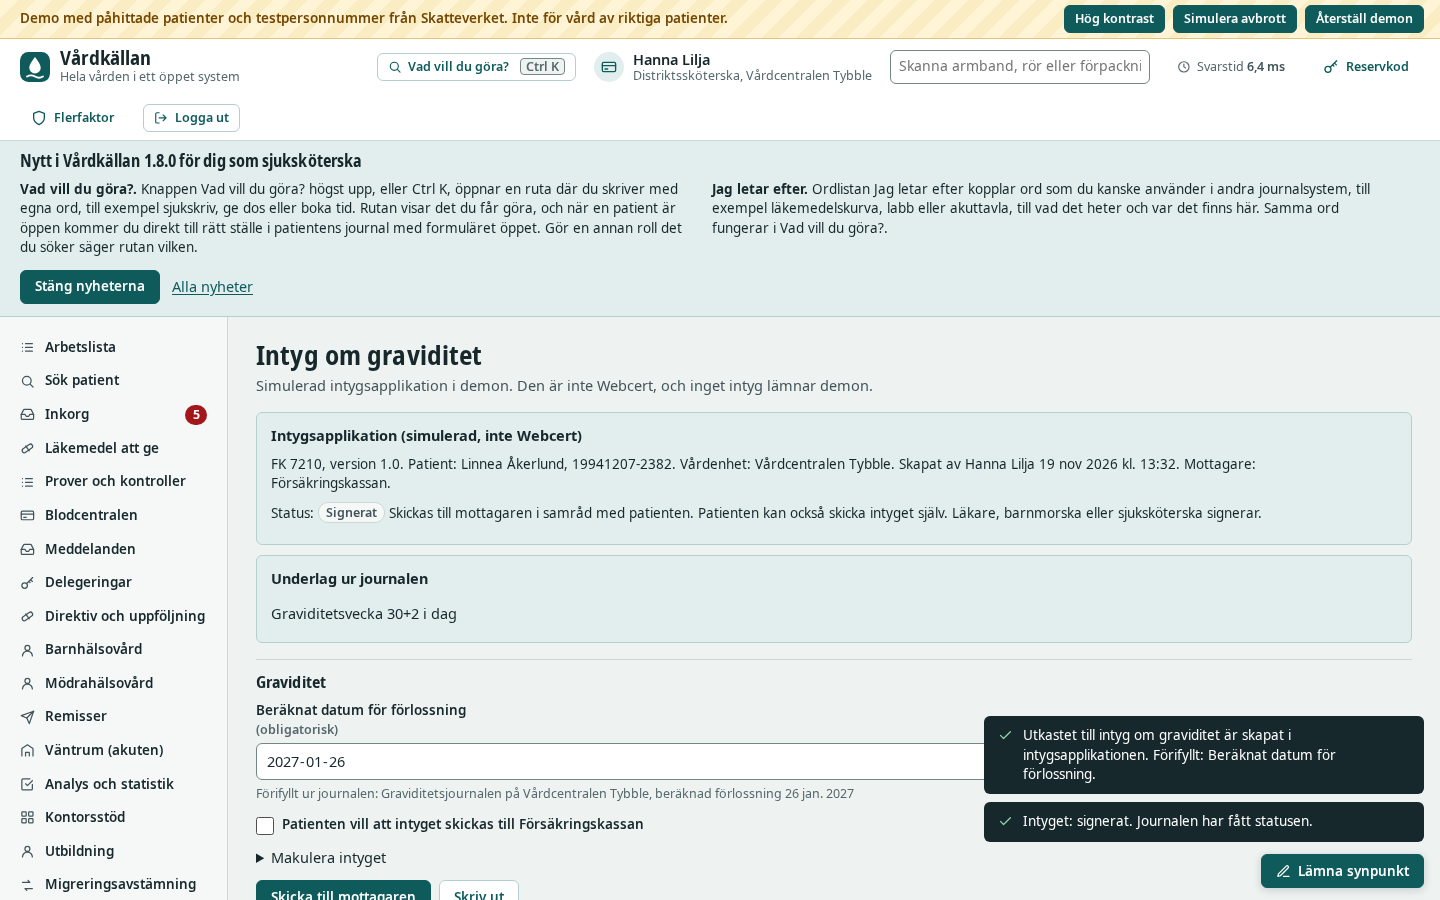 Demo med påhittade patienter och testpersonnummer från Skatteverket. Inte för vård av riktiga patienter.
Hög kontrast
Simulera avbrott
Återställ demon
Vårdkällan
Hela vården i ett öppet system
Vad vill du göra?
Ctrl K
Hanna Lilja
Distriktssköterska, Vårdcentralen Tybble
Skanna armband, rör eller förpackni
Svarstid 6,4 ms
Reservkod
Flerfaktor
Logga ut
Nytt i Vårdkällan 1.8.0 för dig som sjuksköterska
Vad vill du göra?. Knappen Vad vill du göra? högst upp, eller Ctrl K, öppnar en ruta där du skriver med
egna ord, till exempel sjukskriv, ge dos eller boka tid. Rutan visar det du får göra, och när en patient är
öppen kommer du direkt till rätt ställe i patientens journal med formuläret öppet. Gör en annan roll det
du söker säger rutan vilken.
Jag letar efter. Ordlistan Jag letar efter kopplar ord som du kanske använder i andra journalsystem, till
exempel läkemedelskurva, labb eller akuttavla, till vad det heter och var det finns här. Samma ord
fungerar i Vad vill du göra?.
Stäng nyheterna
Alla nyheter
Arbetslista
Sök patient
Inkorg
5
Läkemedel att ge
Prover och kontroller
Blodcentralen
Meddelanden
Delegeringar
Direktiv och uppföljning
Barnhälsovård
Mödrahälsovård
Remisser
Väntrum (akuten)
Analys och statistik
Kontorsstöd
Utbildning
Migreringsavstämning
Intyg om graviditet
Simulerad intygsapplikation i demon. Den är inte Webcert, och inget intyg lämnar demon.
Intygsapplikation (simulerad, inte Webcert)
FK 7210, version 1.0. Patient: Linnea Åkerlund, 19941207-2382. Vårdenhet: Vårdcentralen Tybble. Skapat av Hanna Lilja 19 nov 2026 kl. 13:32. Mottagare:
Försäkringskassan.
Status: Signerat Skickas till mottagaren i samråd med patienten. Patienten kan också skicka intyget själv. Läkare, barnmorska eller sjuksköterska signerar.
Underlag ur journalen
Graviditetsvecka 30+2 i dag
Graviditet
Beräknat datum för förlossning
(obligatorisk)
2027-01-26
Förifyllt ur journalen: Graviditetsjournalen på Vårdcentralen Tybble, beräknad förlossning 26 jan. 2027
Patienten vill att intyget skickas till Försäkringskassan
Makulera intyget
Skicka till mottagaren
Skriv ut
Utkastet till intyg om graviditet är skapat i
intygsapplikationen. Förifyllt: Beräknat datum för
förlossning.
Intyget: signerat. Journalen har fått statusen.
Lämna synpunkt